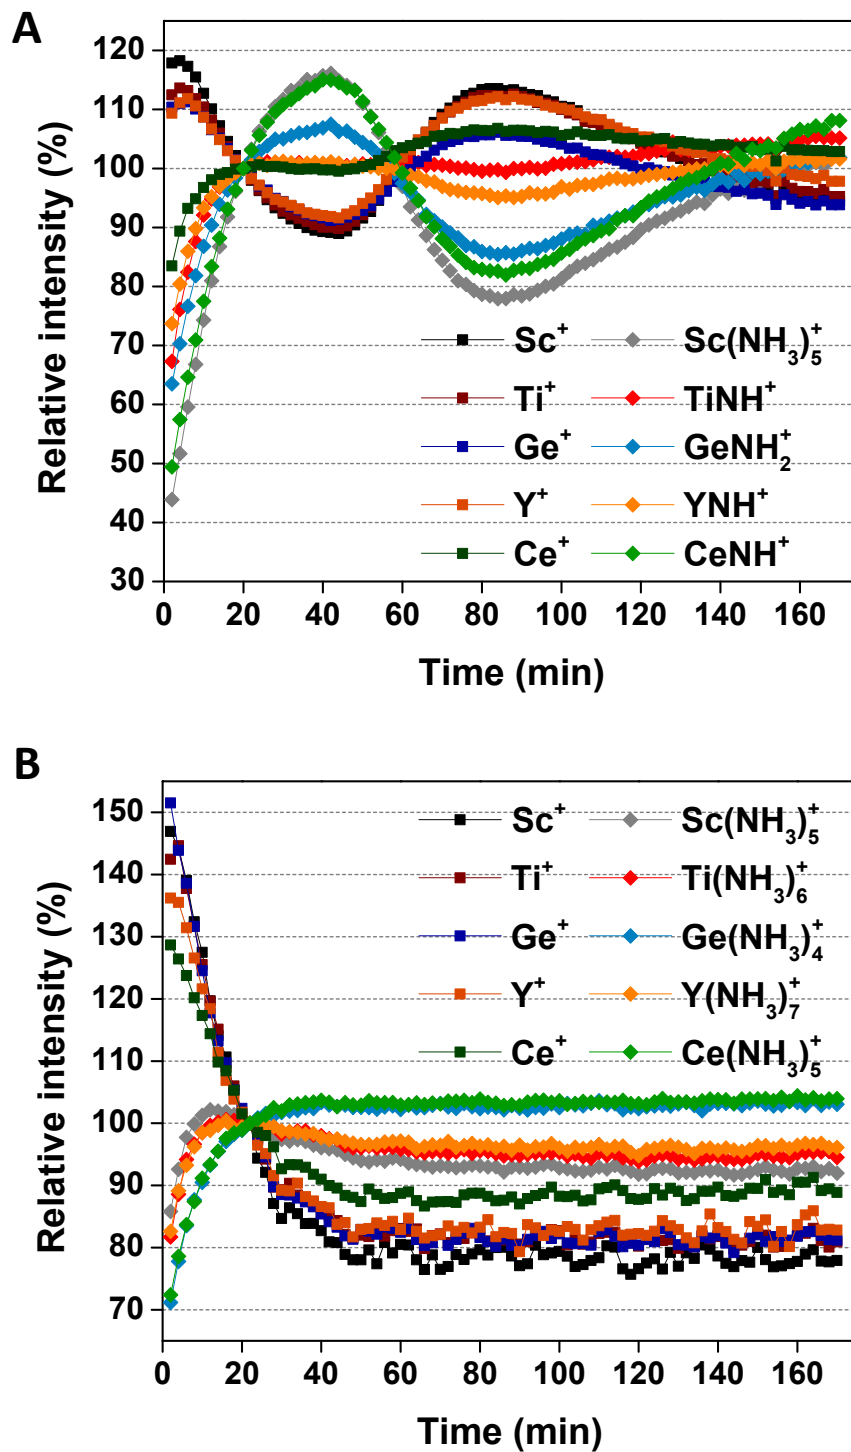 A
Relative intensity (%)
120
110
100
90
80
70
60
50
40
30
Sc⁺ Sc(NH₃)₅⁺
Ti⁺ TiNH⁺
Ge⁺ GeNH₂⁺
Y⁺ YNH⁺
Ce⁺ CeNH⁺
0 20 40 60 80 100 120 140 160
Time (min)
B
Relative intensity (%)
150
140
130
120
110
100
90
80
70
Sc⁺ Sc(NH₃)₅⁺
Ti⁺ Ti(NH₃)₆⁺
Ge⁺ Ge(NH₃)₄⁺
Y⁺ Y(NH₃)₇⁺
Ce⁺ Ce(NH₃)₅⁺
0 20 40 60 80 100 120 140 160
Time (min)